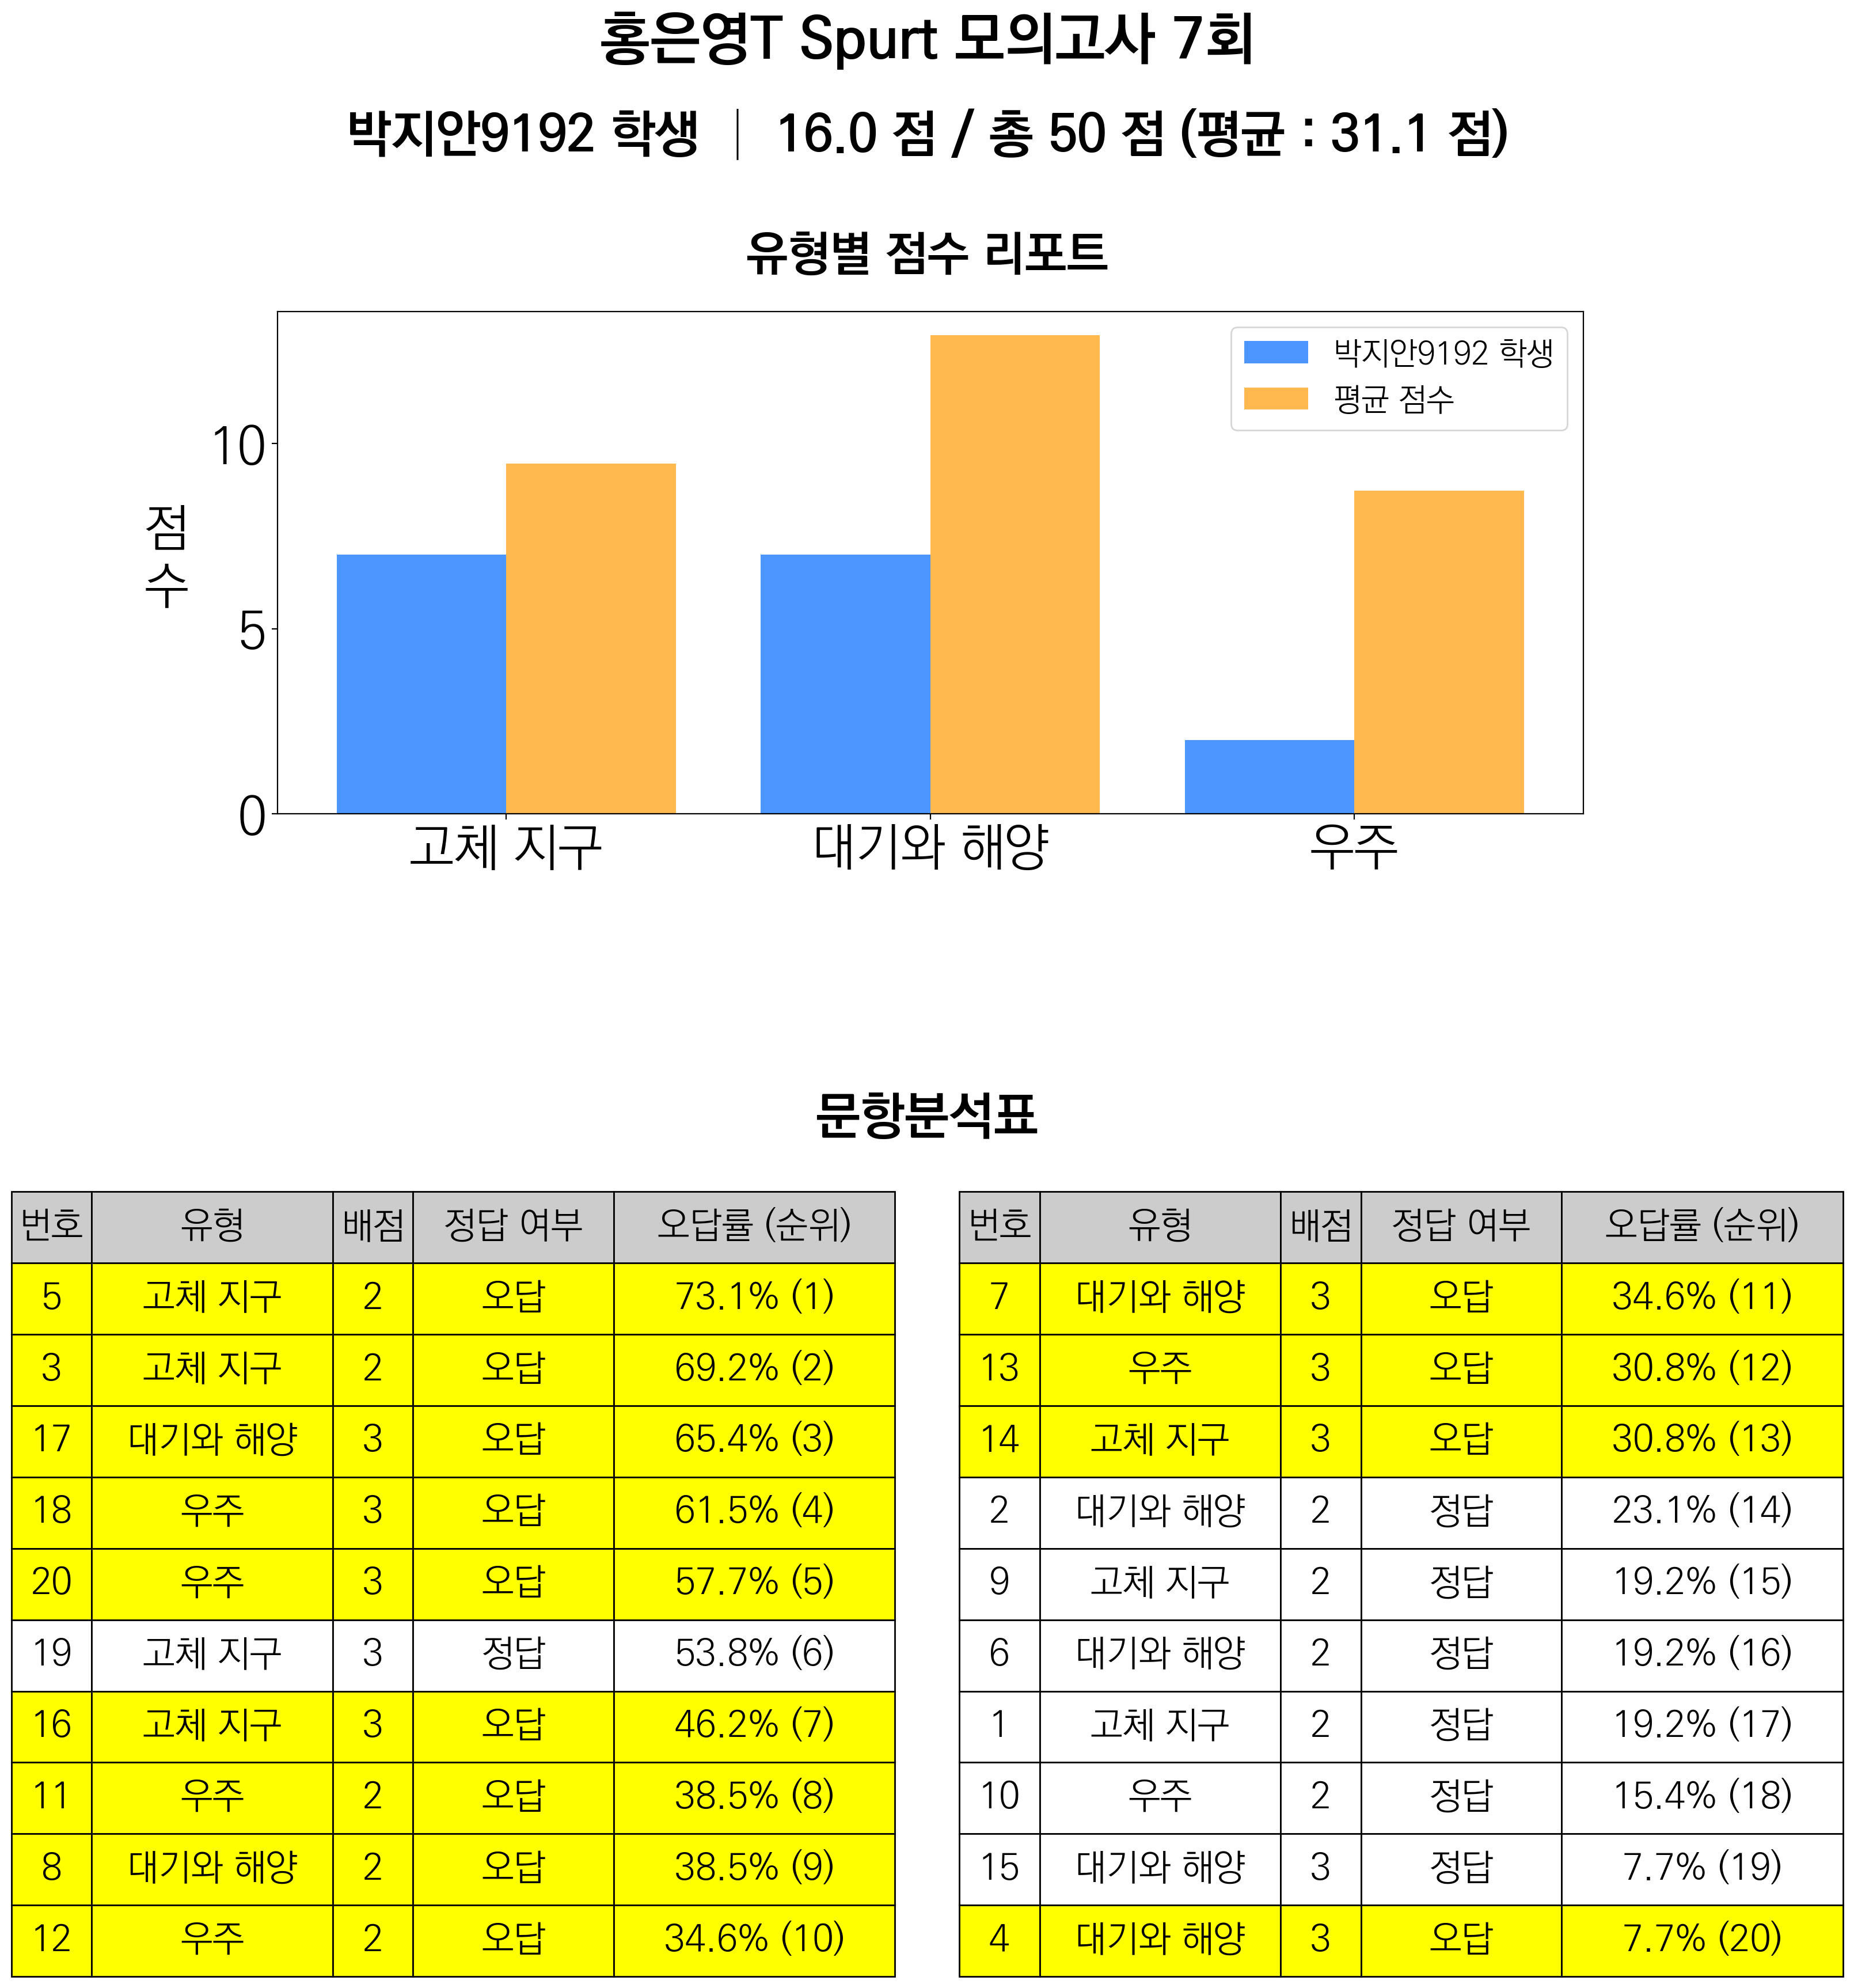 홍은영T Spurt 모의고사 7회
박지안9192 학생 | 16.0 점 / 총 50 점 (평균 : 31.1 점)
유형별 점수 리포트
박지안9192 학생
평균 점수
10
5
0
점
수
고체 지구 대기와 해양 우주
문항분석표
번호 유형 배점 정답 여부 오답률 (순위)
5 고체 지구 2 오답 73.1% (1)
3 고체 지구 2 오답 69.2% (2)
17 대기와 해양 3 오답 65.4% (3)
18 우주 3 오답 61.5% (4)
20 우주 3 오답 57.7% (5)
19 고체 지구 3 정답 53.8% (6)
16 고체 지구 3 오답 46.2% (7)
11 우주 2 오답 38.5% (8)
8 대기와 해양 2 오답 38.5% (9)
12 우주 2 오답 34.6% (10)
번호 유형 배점 정답 여부 오답률 (순위)
7 대기와 해양 3 오답 34.6% (11)
13 우주 3 오답 30.8% (12)
14 고체 지구 3 오답 30.8% (13)
2 대기와 해양 2 정답 23.1% (14)
9 고체 지구 2 정답 19.2% (15)
6 대기와 해양 2 정답 19.2% (16)
1 고체 지구 2 정답 19.2% (17)
10 우주 2 정답 15.4% (18)
15 대기와 해양 3 정답 7.7% (19)
4 대기와 해양 3 오답 7.7% (20)